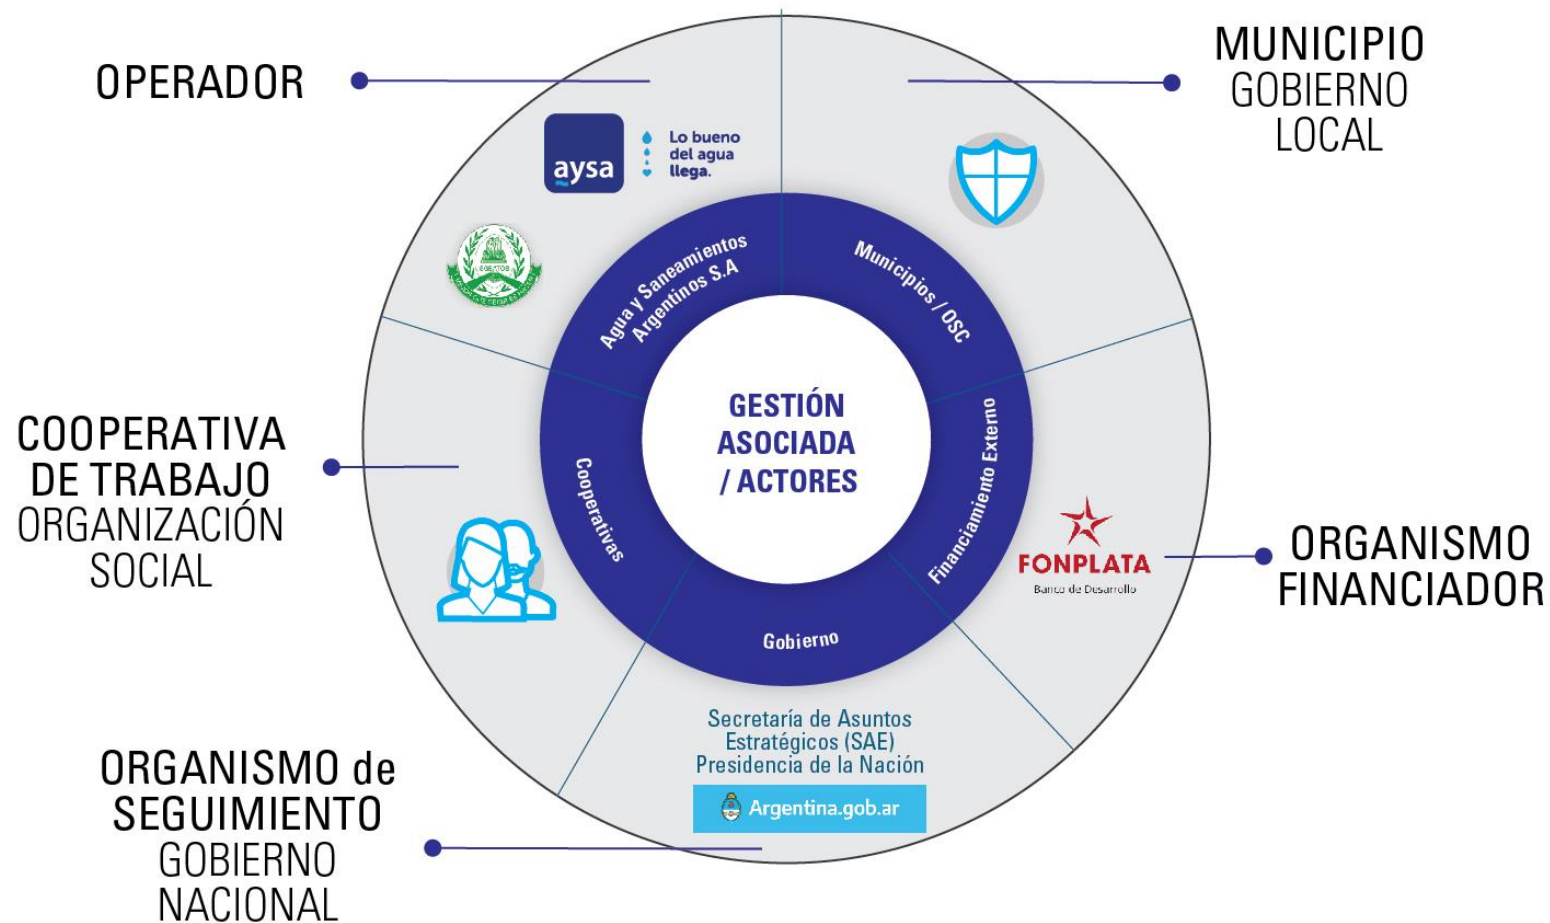 OPERADOR
MUNICIPIO
GOBIERNO
LOCAL
aysa
Lo bueno
del agua
llega.
Agua y Saneamientos
Argentinos S.A
Municipios / OSC
GESTIÓN
ASOCIADA
/ ACTORES
COOPERATIVA
DE TRABAJO
ORGANIZACIÓN
SOCIAL
Cooperativas
Financiamiento Externo
FONPLATA
Banco de Desarrollo
ORGANISMO
FINANCIADOR
Gobierno
Secretaría de Asuntos
Estratégicos (SAE)
Presidencia de la Nación
Argentina.gob.ar
ORGANISMO de
SEGUIMIENTO
GOBIERNO
NACIONAL